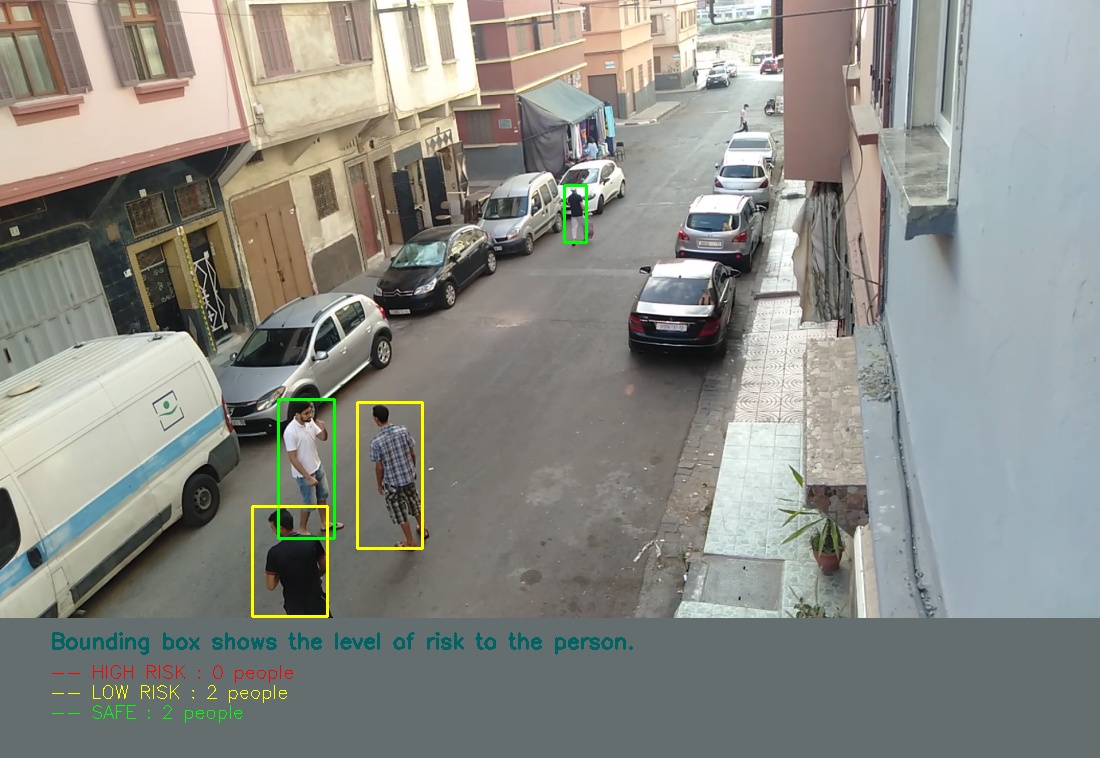 Bounding box shows the level of risk to the person.
-- HIGH RISK : 0 people
-- LOW RISK : 2 people
-- SAFE : 2 people